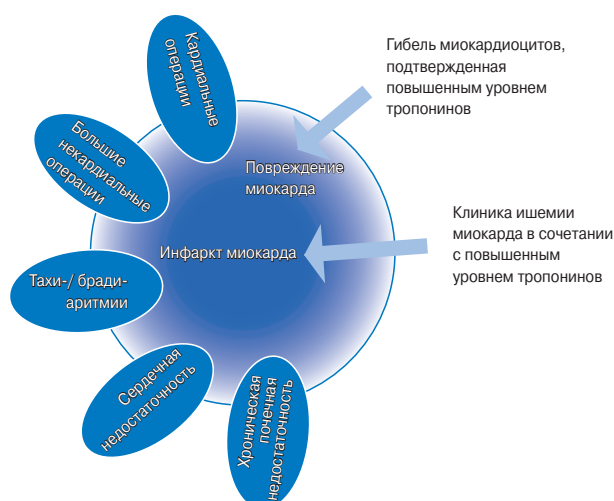 Кардиальные
операции
Гибель миокардиоцитов,
подтвержденная
повышенным уровнем
тропонинов
Большие
некардиальные
операции
Повреждение
миокарда
Клиника ишемии
миокарда в сочетании
с повышенным
уровнем тропонинов
Инфаркт миокарда
Тахи-/ бради-
аритмии
Сердечная
недостаточность
Хроническая
почечная
недостаточность